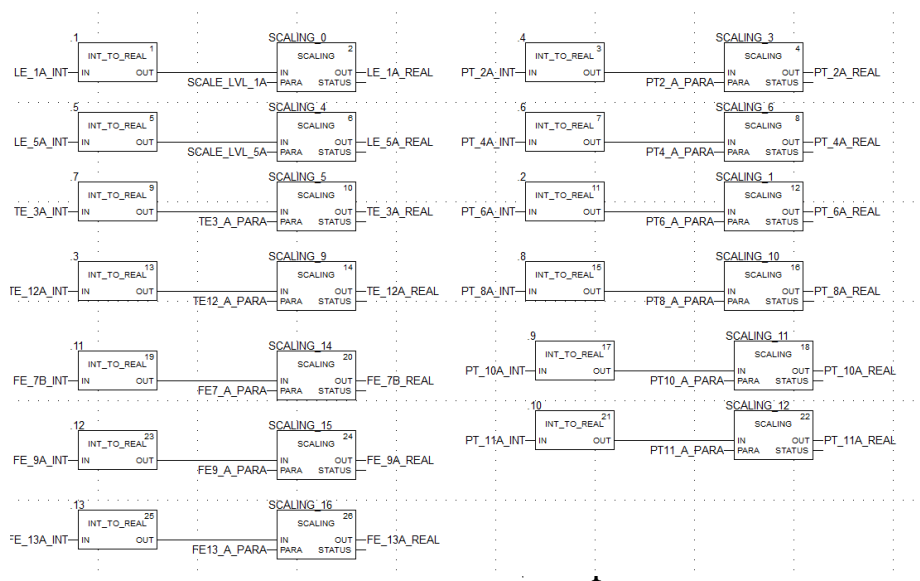 .1 SCALING_0 .4 SCALING_3
INT_TO_REAL 1 SCALING 2 INT_TO_REAL 3 SCALING 4
LE_1A_INT IN OUT IN OUT LE_1A_REAL PT_2A_INT IN OUT IN OUT PT_2A_REAL
SCALE_LVL_1A PARA STATUS PT2_A_PARA PARA STATUS
.5 SCALING_4 .6 SCALING_6
INT_TO_REAL 5 SCALING 6 INT_TO_REAL 7 SCALING 8
LE_5A_INT IN OUT IN OUT LE_5A_REAL PT_4A_INT IN OUT IN OUT PT_4A_REAL
SCALE_LVL_5A PARA STATUS PT4_A_PARA PARA STATUS
.7 SCALING_5 .2 SCALING_1
INT_TO_REAL 9 SCALING 10 INT_TO_REAL 11 SCALING 12
TE_3A_INT IN OUT IN OUT TE_3A_REAL PT_6A_INT IN OUT IN OUT PT_6A_REAL
TE3_A_PARA PARA STATUS PT6_A_PARA PARA STATUS
.3 SCALING_9 .8 SCALING_10
INT_TO_REAL 13 SCALING 14 INT_TO_REAL 15 SCALING 16
TE_12A_INT IN OUT IN OUT TE_12A_REAL PT_8A_INT IN OUT IN OUT PT_8A_REAL
TE12_A_PARA PARA STATUS PT8_A_PARA PARA STATUS
.9 SCALING_11
.11 SCALING_14 INT_TO_REAL 17 SCALING 18
INT_TO_REAL 19 SCALING 20 PT_10A_INT IN OUT IN OUT PT_10A_REAL
FE_7B_INT IN OUT IN OUT FE_7B_REAL PT10_A_PARA PARA STATUS
FE7_A_PARA PARA STATUS
.10 SCALING_12
.12 SCALING_15 INT_TO_REAL 21 SCALING 22
INT_TO_REAL 23 SCALING 24 PT_11A_INT IN OUT IN OUT PT_11A_REAL
FE_9A_INT IN OUT IN OUT FE_9A_REAL PT11_A_PARA PARA STATUS
FE9_A_PARA PARA STATUS
.13 SCALING_16
INT_TO_REAL 25 SCALING 26
FE_13A_INT IN OUT IN OUT FE_13A_REAL
FE13_A_PARA PARA STATUS